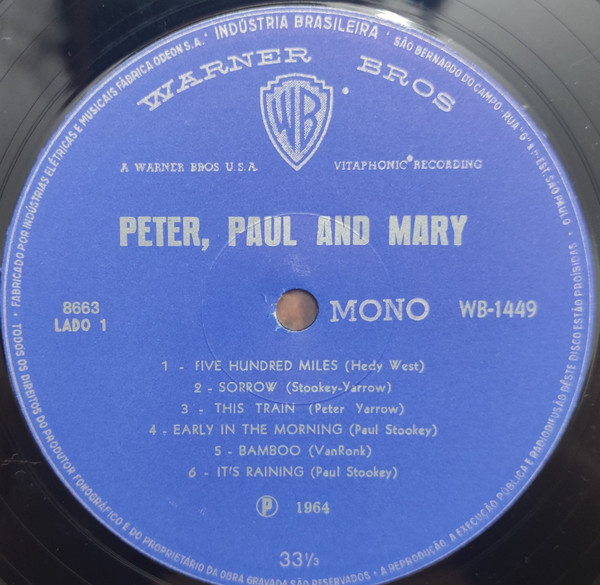 FABRICADO POR INDÚSTRIAS ELÉTRICAS E MUSICAIS FÁBRICA ODEON S.A. · INDÚSTRIA BRASILEIRA · SÃO BERNARDO DO CAMPO, RUA EST. SÃO PAULO ·
WARNER BROS
WB
A WARNER BROS U.S.A. VITAPHONIC® RECORDING
PETER, PAUL AND MARY
8663 MONO WB-1449
LADO 1
1 - FIVE HUNDRED MILES (Hedy West)
2 - SORROW (Stookey-Yarrow)
3 - THIS TRAIN (Peter Yarrow)
4 - EARLY IN THE MORNING (Paul Stookey)
5 - BAMBOO (VanRonk)
6 - IT'S RAINING (Paul Stookey)
Ⓟ 1964
33⅓
TODOS OS DIREITOS DO PRODUTOR FONOGRÁFICO E DO PROPRIETÁRIO DA OBRA GRAVADA SÃO RESERVADOS · A REPRODUÇÃO, A EXECUÇÃO PÚBLICA E RADIODIFUSÃO DÊSTE DISCO ESTÃO PROIBIDAS ·